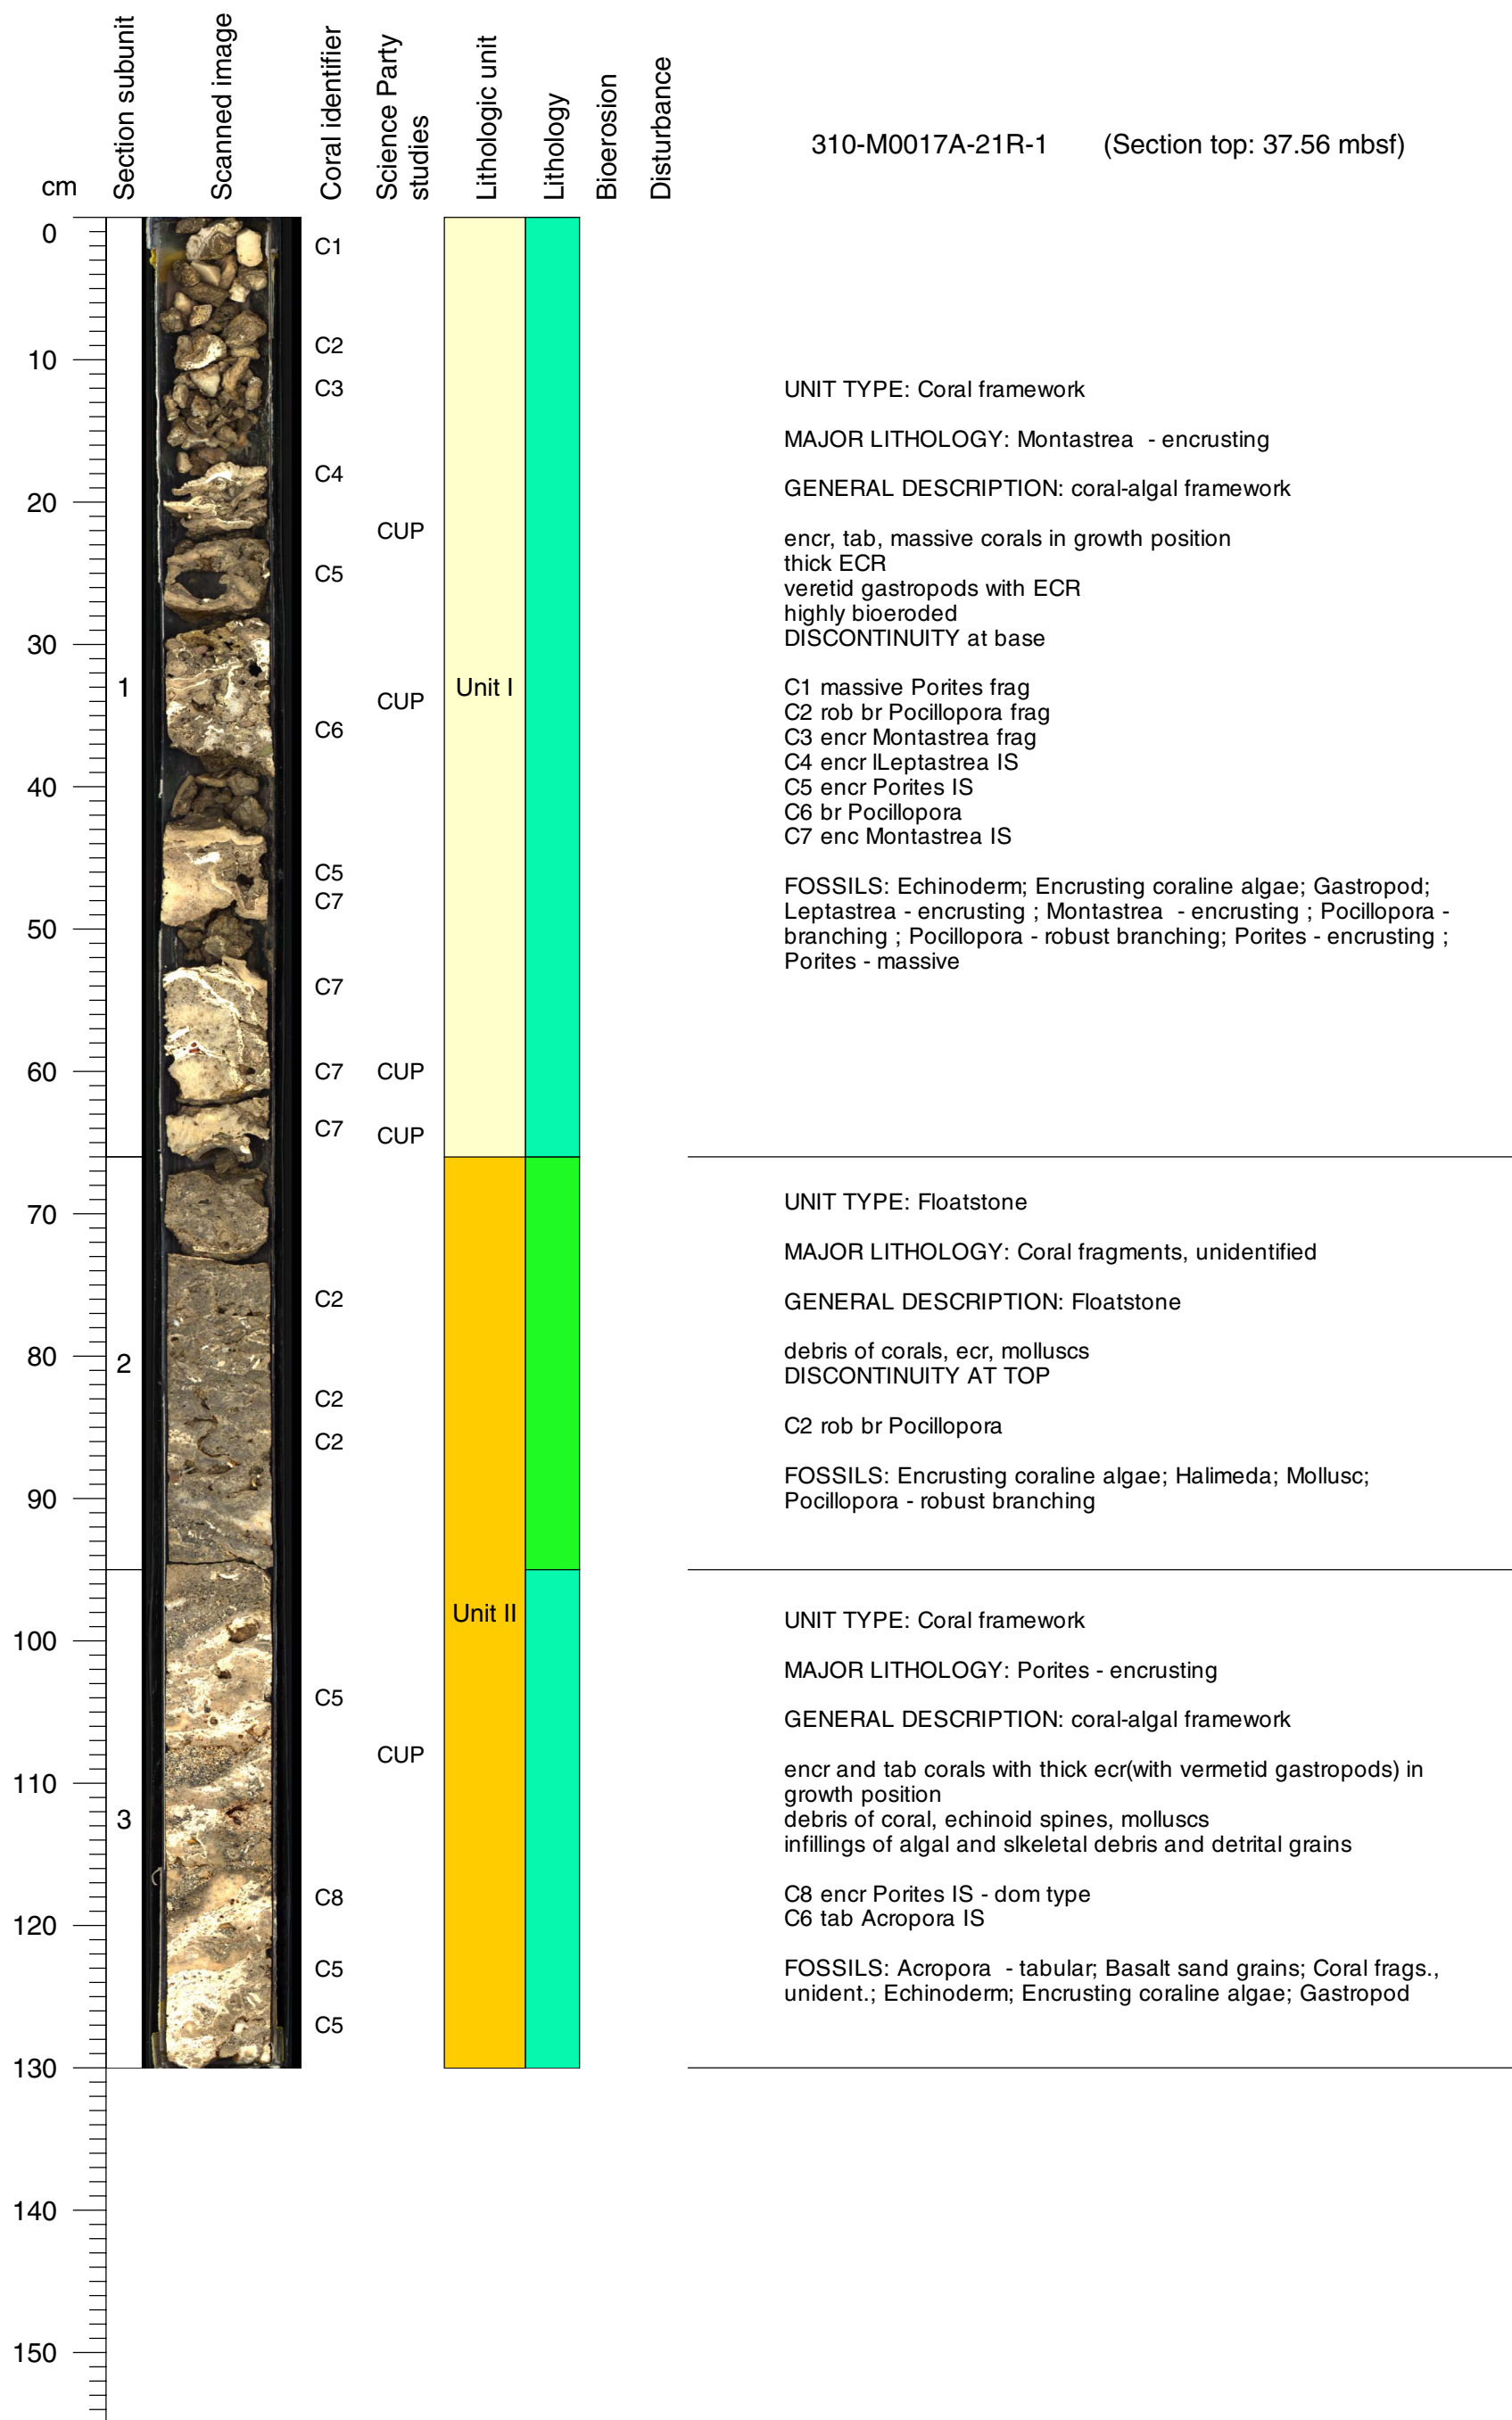 Section subunit
Scanned image
Coral identifier
Science Party
studies
Lithologic unit
Lithology
Bioerosion
Disturbance
310-M0017A-21R-1 (Section top: 37.56 mbsf)
cm
0
10
20
30
40
50
60
70
80
90
100
110
120
130
140
150
1
2
3
C1
C2
C3
C4
C5
C6
C5
C7
C7
C7
C7
C2
C2
C2
C5
C8
C5
C5
CUP
CUP
CUP
CUP
CUP
Unit I
Unit II
UNIT TYPE: Coral framework
MAJOR LITHOLOGY: Montastrea - encrusting
GENERAL DESCRIPTION: coral-algal framework
encr, tab, massive corals in growth position
thick ECR
veretid gastropods with ECR
highly bioeroded
DISCONTINUITY at base
C1 massive Porites frag
C2 rob br Pocillopora frag
C3 encr Montastrea frag
C4 encr lLeptastrea IS
C5 encr Porites IS
C6 br Pocillopora
C7 enc Montastrea IS
FOSSILS: Echinoderm; Encrusting coraline algae; Gastropod;
Leptastrea - encrusting ; Montastrea - encrusting ; Pocillopora -
branching ; Pocillopora - robust branching; Porites - encrusting ;
Porites - massive
UNIT TYPE: Floatstone
MAJOR LITHOLOGY: Coral fragments, unidentified
GENERAL DESCRIPTION: Floatstone
debris of corals, ecr, molluscs
DISCONTINUITY AT TOP
C2 rob br Pocillopora
FOSSILS: Encrusting coraline algae; Halimeda; Mollusc;
Pocillopora - robust branching
UNIT TYPE: Coral framework
MAJOR LITHOLOGY: Porites - encrusting
GENERAL DESCRIPTION: coral-algal framework
encr and tab corals with thick ecr(with vermetid gastropods) in
growth position
debris of coral, echinoid spines, molluscs
infillings of algal and slkeletal debris and detrital grains
C8 encr Porites IS - dom type
C6 tab Acropora IS
FOSSILS: Acropora - tabular; Basalt sand grains; Coral frags.,
unident.; Echinoderm; Encrusting coraline algae; Gastropod